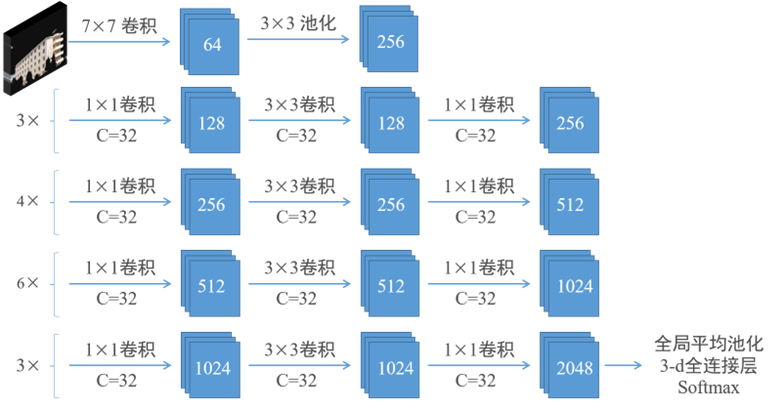 7×7 卷积
64
3×3 池化
256
3×
1×1卷积
C=32
128
3×3卷积
C=32
128
1×1卷积
C=32
256
4×
1×1卷积
C=32
256
3×3卷积
C=32
256
1×1卷积
C=32
512
6×
1×1卷积
C=32
512
3×3卷积
C=32
512
1×1卷积
C=32
1024
3×
1×1卷积
C=32
1024
3×3卷积
C=32
1024
1×1卷积
C=32
2048
全局平均池化
3-d全连接层
Softmax